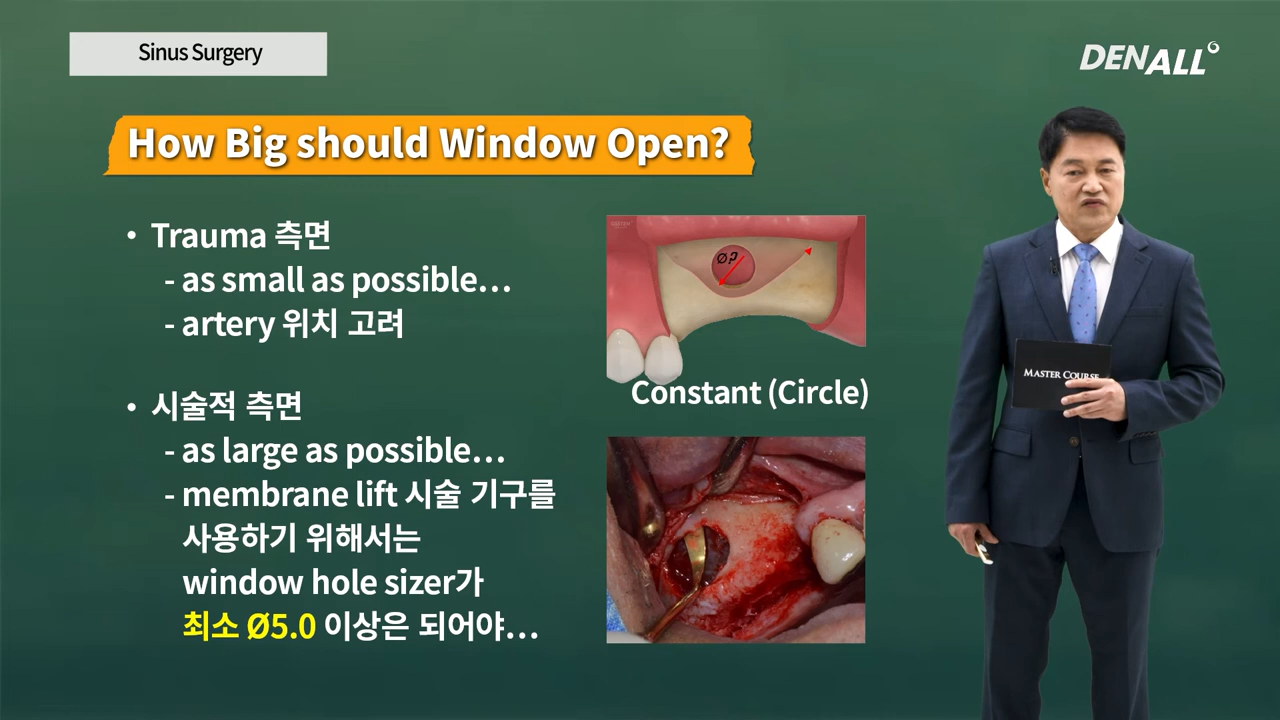 Sinus Surgery
DENALL
How Big should Window Open?
• Trauma 측면
- as small as possible…
- artery 위치 고려
• 시술적 측면
- as large as possible…
- membrane lift 시술 기구를
사용하기 위해서는
window hole sizer가
최소 Ø5.0 이상은 되어야…
Ø?
Constant (Circle)
MASTER COURSE